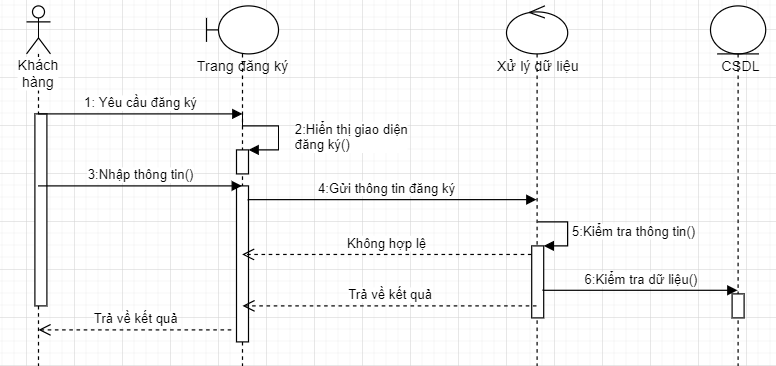 Khách
hàng
Trang đăng ký
Xử lý dữ liệu
CSDL
1: Yêu cầu đăng ký
2:Hiển thị giao diện
đăng ký()
3:Nhập thông tin()
4:Gửi thông tin đăng ký
5:Kiểm tra thông tin()
Không hợp lệ
6:Kiểm tra dữ liệu()
Trả về kết quả
Trả về kết quả